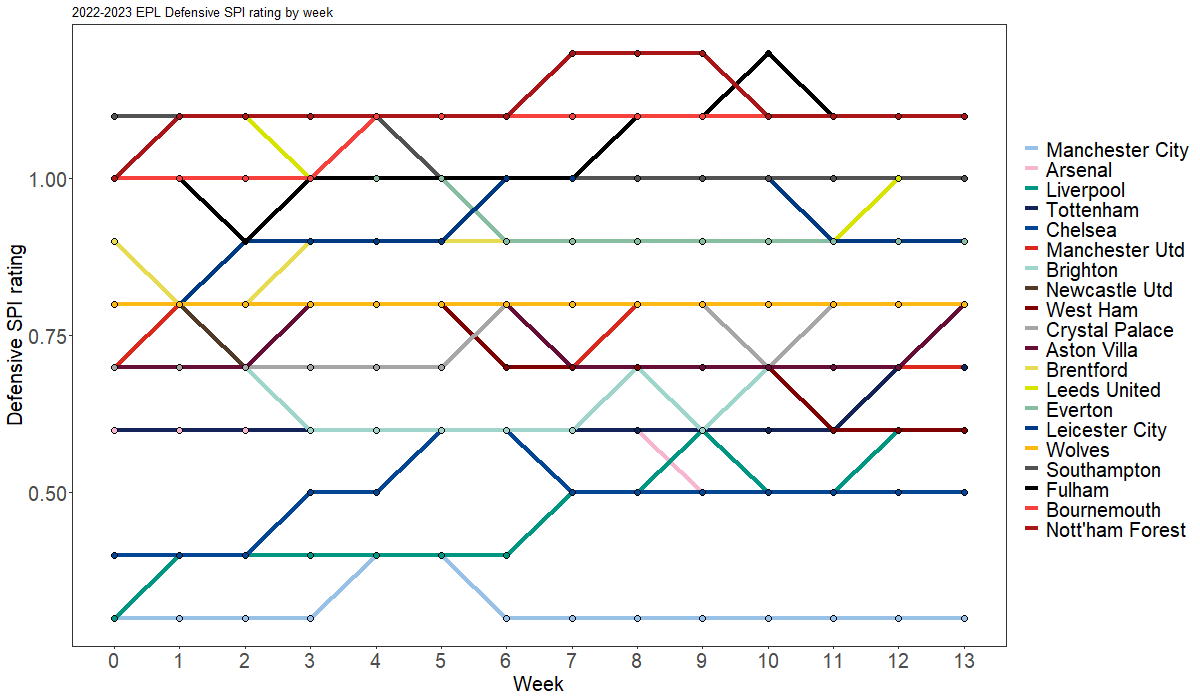 2022-2023 EPL Defensive SPI rating by week
Defensive SPI rating
1.00
0.75
0.50
0 1 2 3 4 5 6 7 8 9 10 11 12 13
Week
Manchester City
Arsenal
Liverpool
Tottenham
Chelsea
Manchester Utd
Brighton
Newcastle Utd
West Ham
Crystal Palace
Aston Villa
Brentford
Leeds United
Everton
Leicester City
Wolves
Southampton
Fulham
Bournemouth
Nott'ham Forest